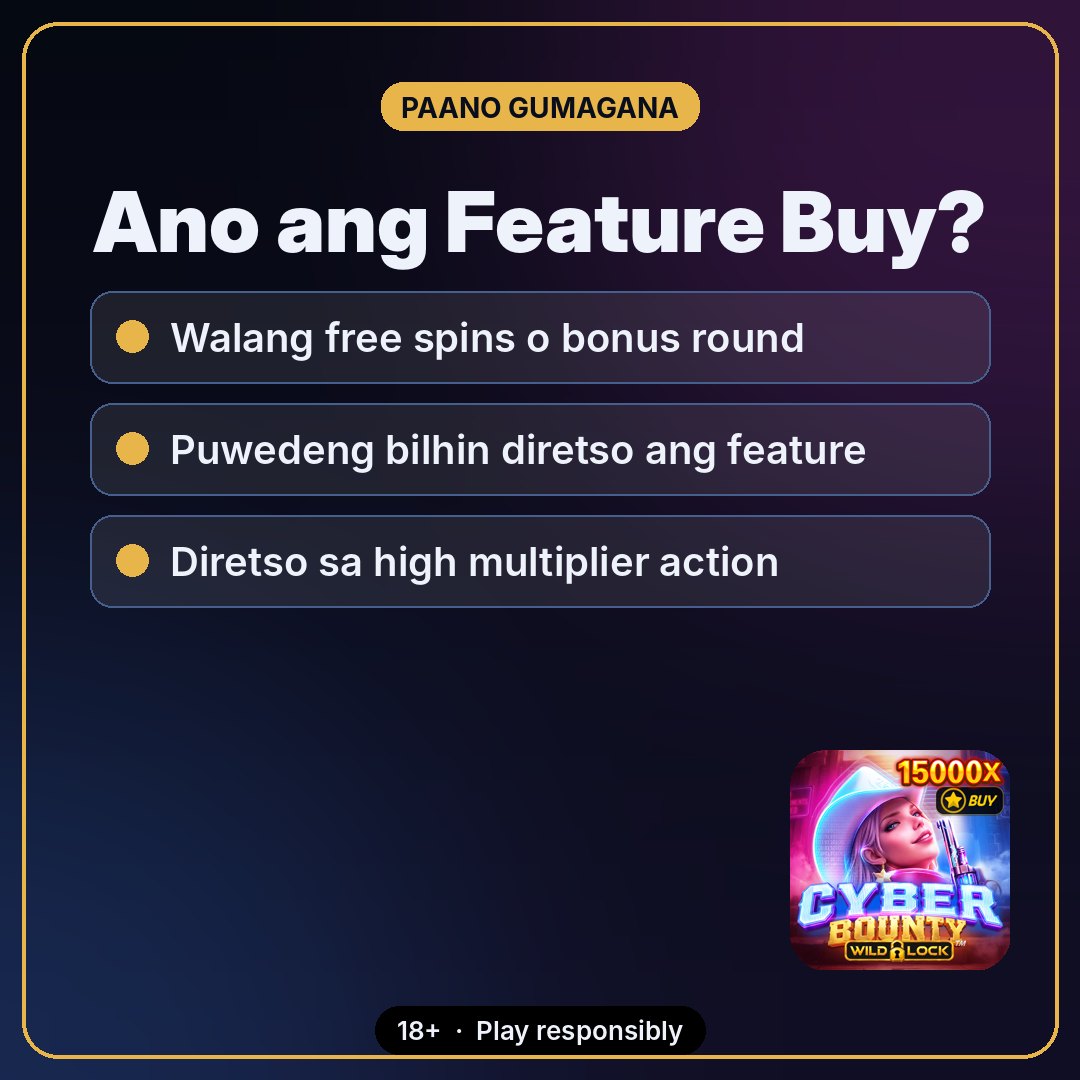 PAANO GUMAGANA
Ano ang Feature Buy?
Walang free spins o bonus round
Puwedeng bilhin diretso ang feature
Diretso sa high multiplier action
15000X
BUY
CYBER
BOUNTY™
WILD LOCK
18+ · Play responsibly